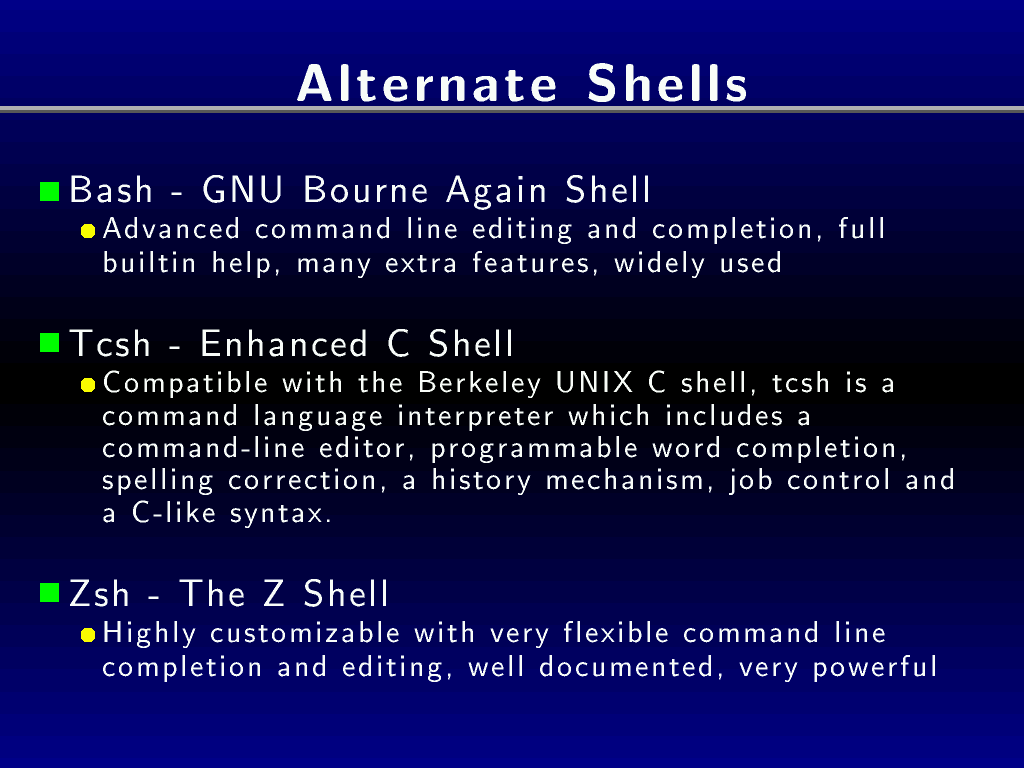 Alternate Shells
Bash - GNU Bourne Again Shell
Advanced command line editing and completion, full
builtin help, many extra features, widely used
Tcsh - Enhanced C Shell
Compatible with the Berkeley UNIX C shell, tcsh is a
command language interpreter which includes a
command-line editor, programmable word completion,
spelling correction, a history mechanism, job control and
a C-like syntax.
Zsh - The Z Shell
Highly customizable with very flexible command line
completion and editing, well documented, very powerful